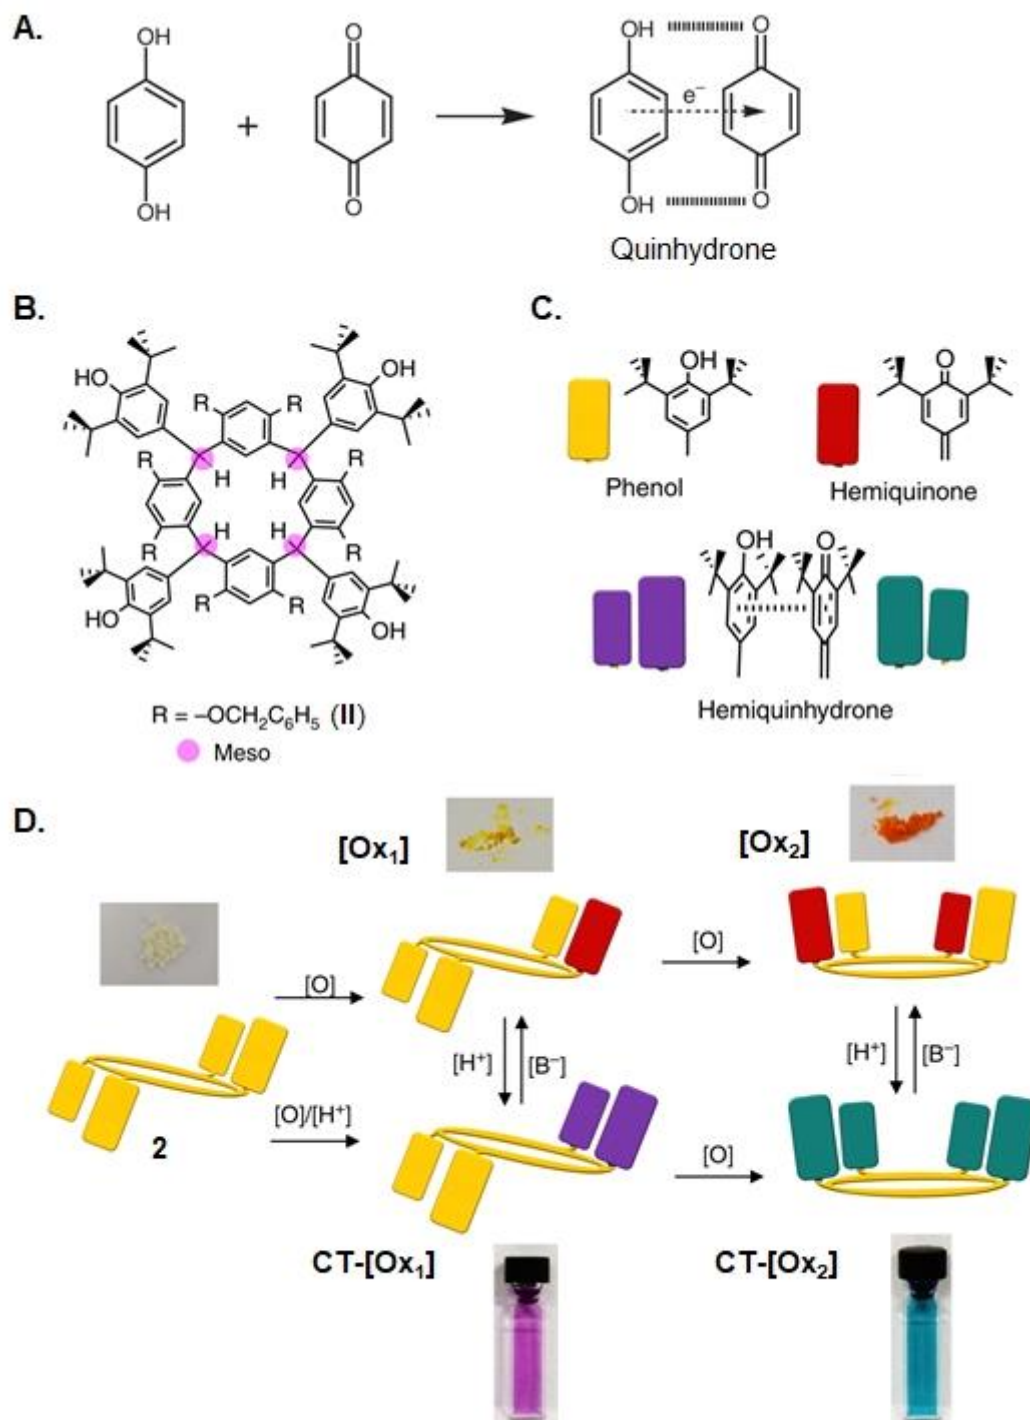 A.
OH
OH
+
O
O
e⁻
OH
OH
O
O
Quinhydrone
B.
HO
OH
R
R
R
R
H
H
H
H
R
R
R
R
HO
OH
R = –OCH₂C₆H₅ (II)
Meso
C.
OH
Phenol
O
Hemiquinone
OH
O
Hemiquinhydrone
D.
[Ox₁]
[Ox₂]
[O]
[O]
[H⁺]
[B⁻]
[H⁺]
[B⁻]
2
[O]/[H⁺]
[O]
CT-[Ox₁]
CT-[Ox₂]